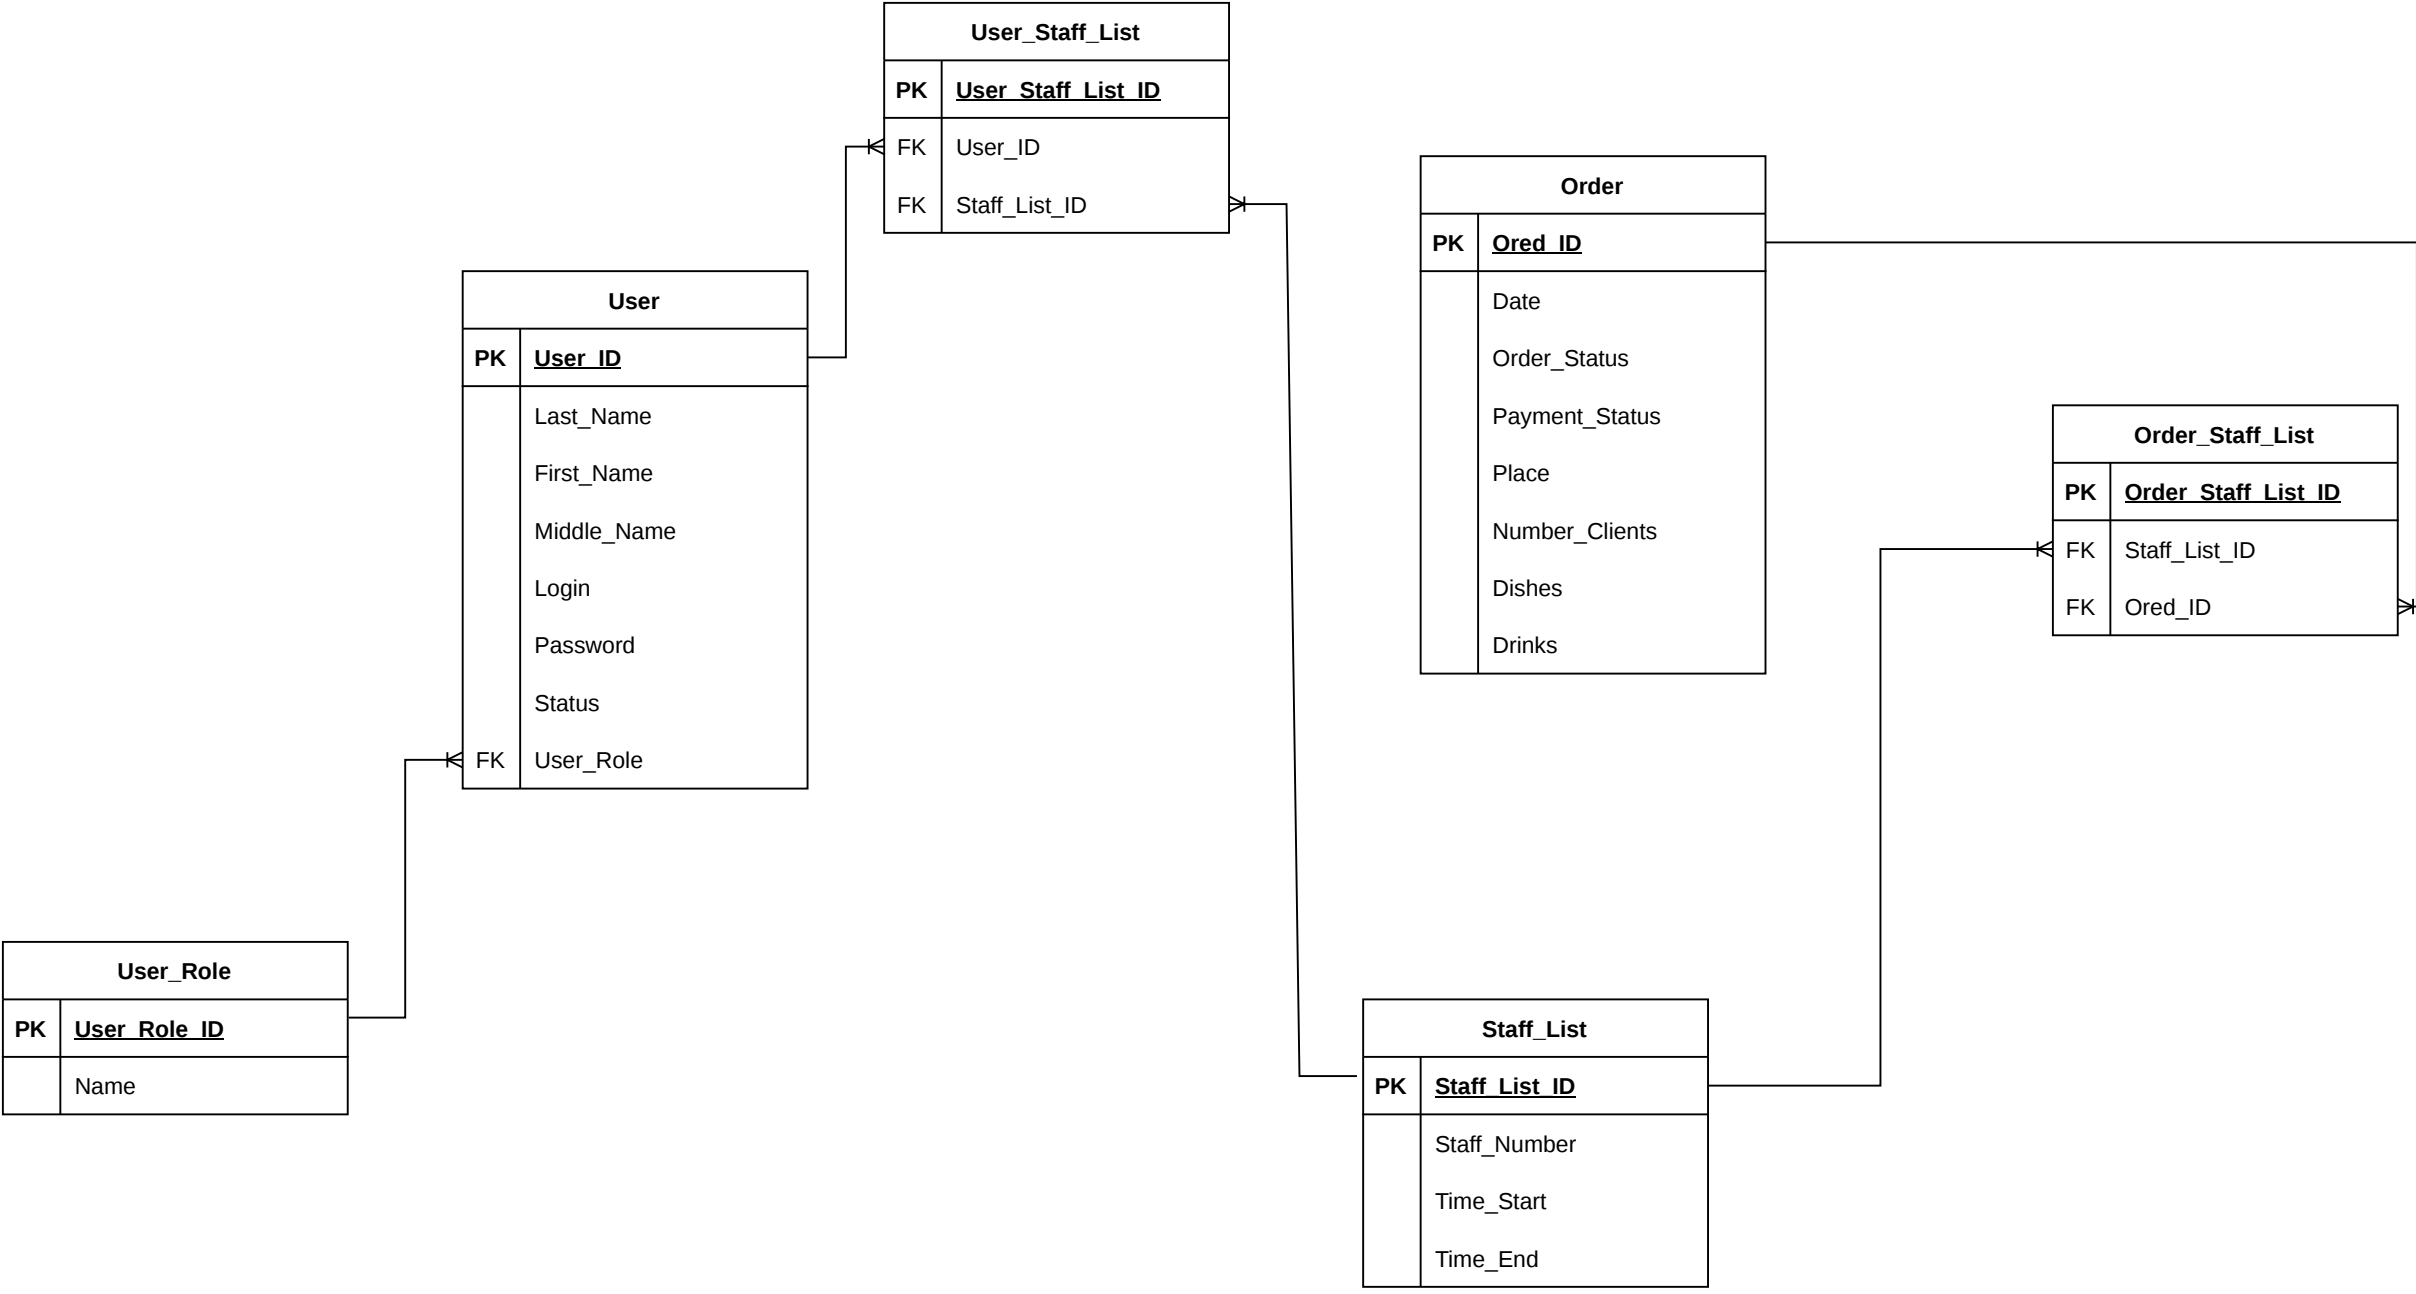 User_Staff_List
PK User_Staff_List_ID
FK User_ID
FK Staff_List_ID
Order
PK Ored_ID
Date
Order_Status
Payment_Status
Place
Number_Clients
Dishes
Drinks
User
PK User_ID
Last_Name
First_Name
Middle_Name
Login
Password
Status
FK User_Role
Order_Staff_List
PK Order_Staff_List_ID
FK Staff_List_ID
FK Ored_ID
User_Role
PK User_Role_ID
Name
Staff_List
PK Staff_List_ID
Staff_Number
Time_Start
Time_End